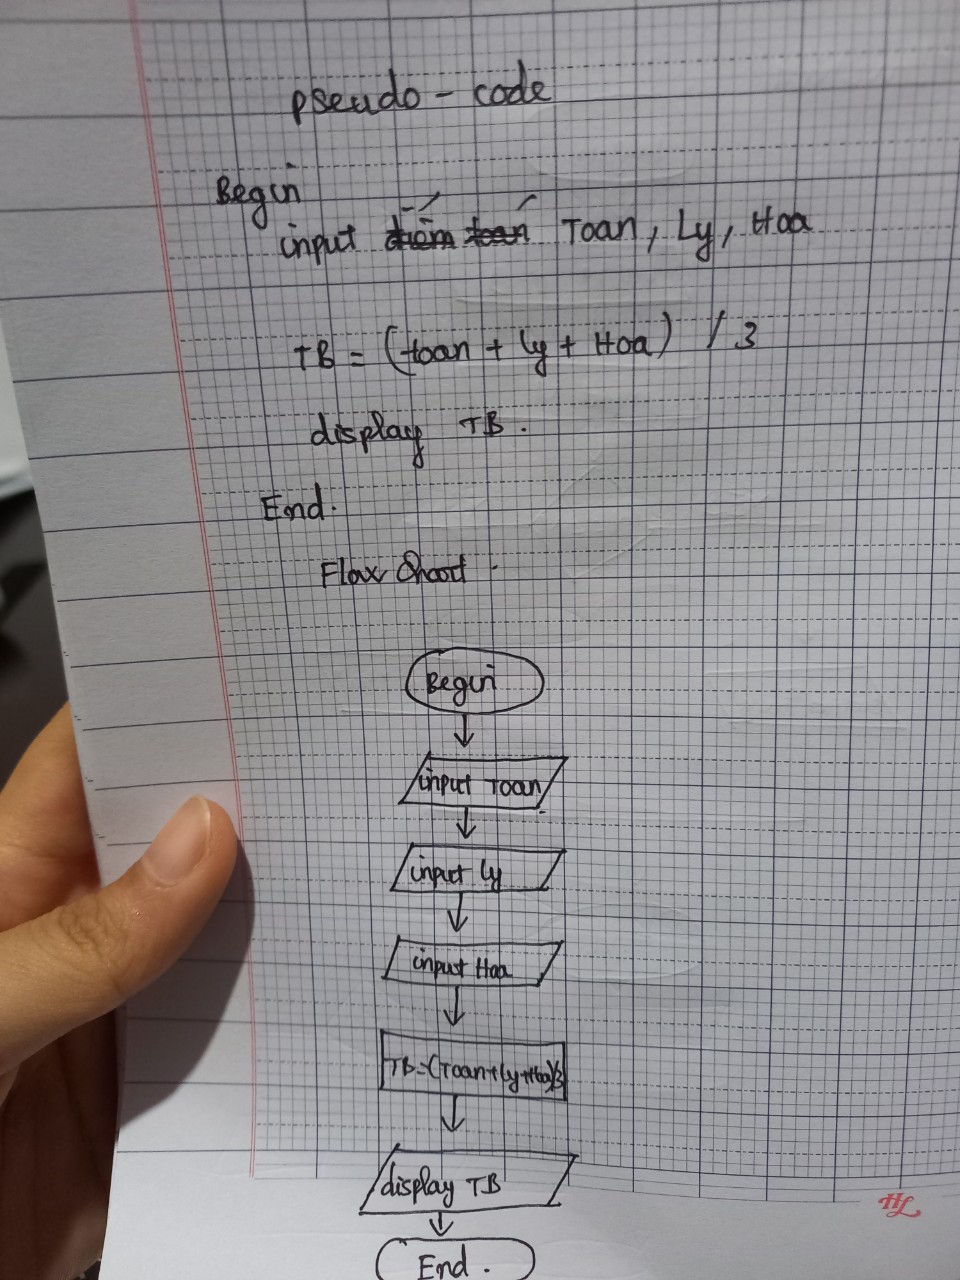 pseudo - code
Begin
input điểm toán Toan, Ly, Hoa
TB = (toan + ly + Hoa) / 3
display TB.
End.
Flow Chart.
Begin
input Toan
input ly
input Hoa
TB=(Toan+ly+Hoa)/3
display TB
End.
HL